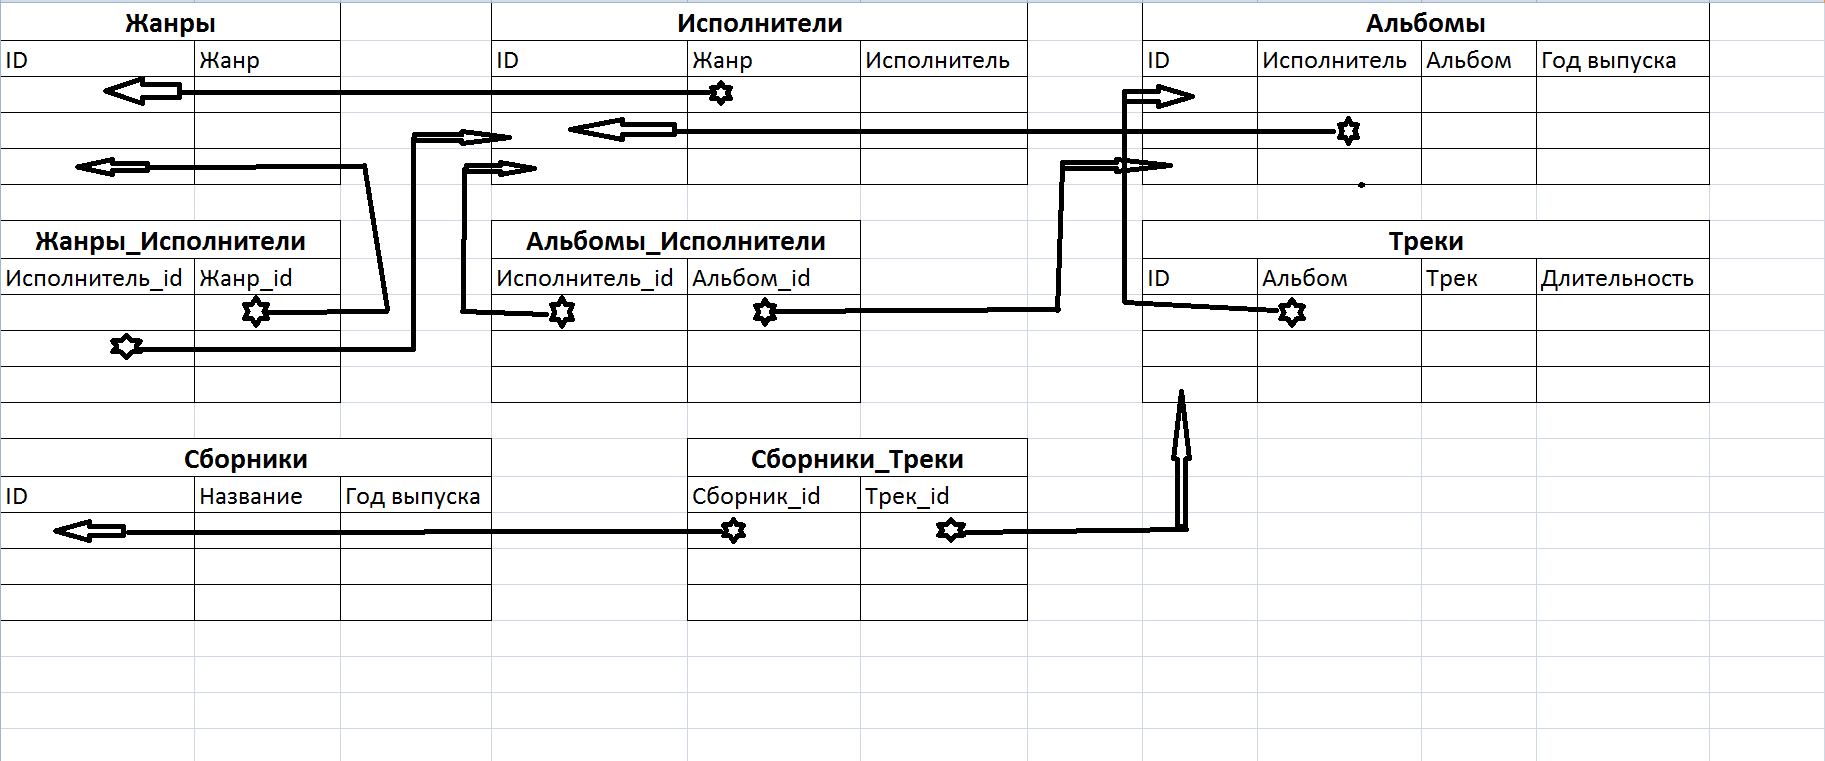 Жанры Исполнители Альбомы
ID Жанр ID Жанр Исполнитель ID Исполнитель Альбом Год выпуска
Жанры_Исполнители Альбомы_Исполнители Треки
Исполнитель_id Жанр_id Исполнитель_id Альбом_id ID Альбом Трек Длительность
Сборники Сборники_Треки
ID Название Год выпуска Сборник_id Трек_id